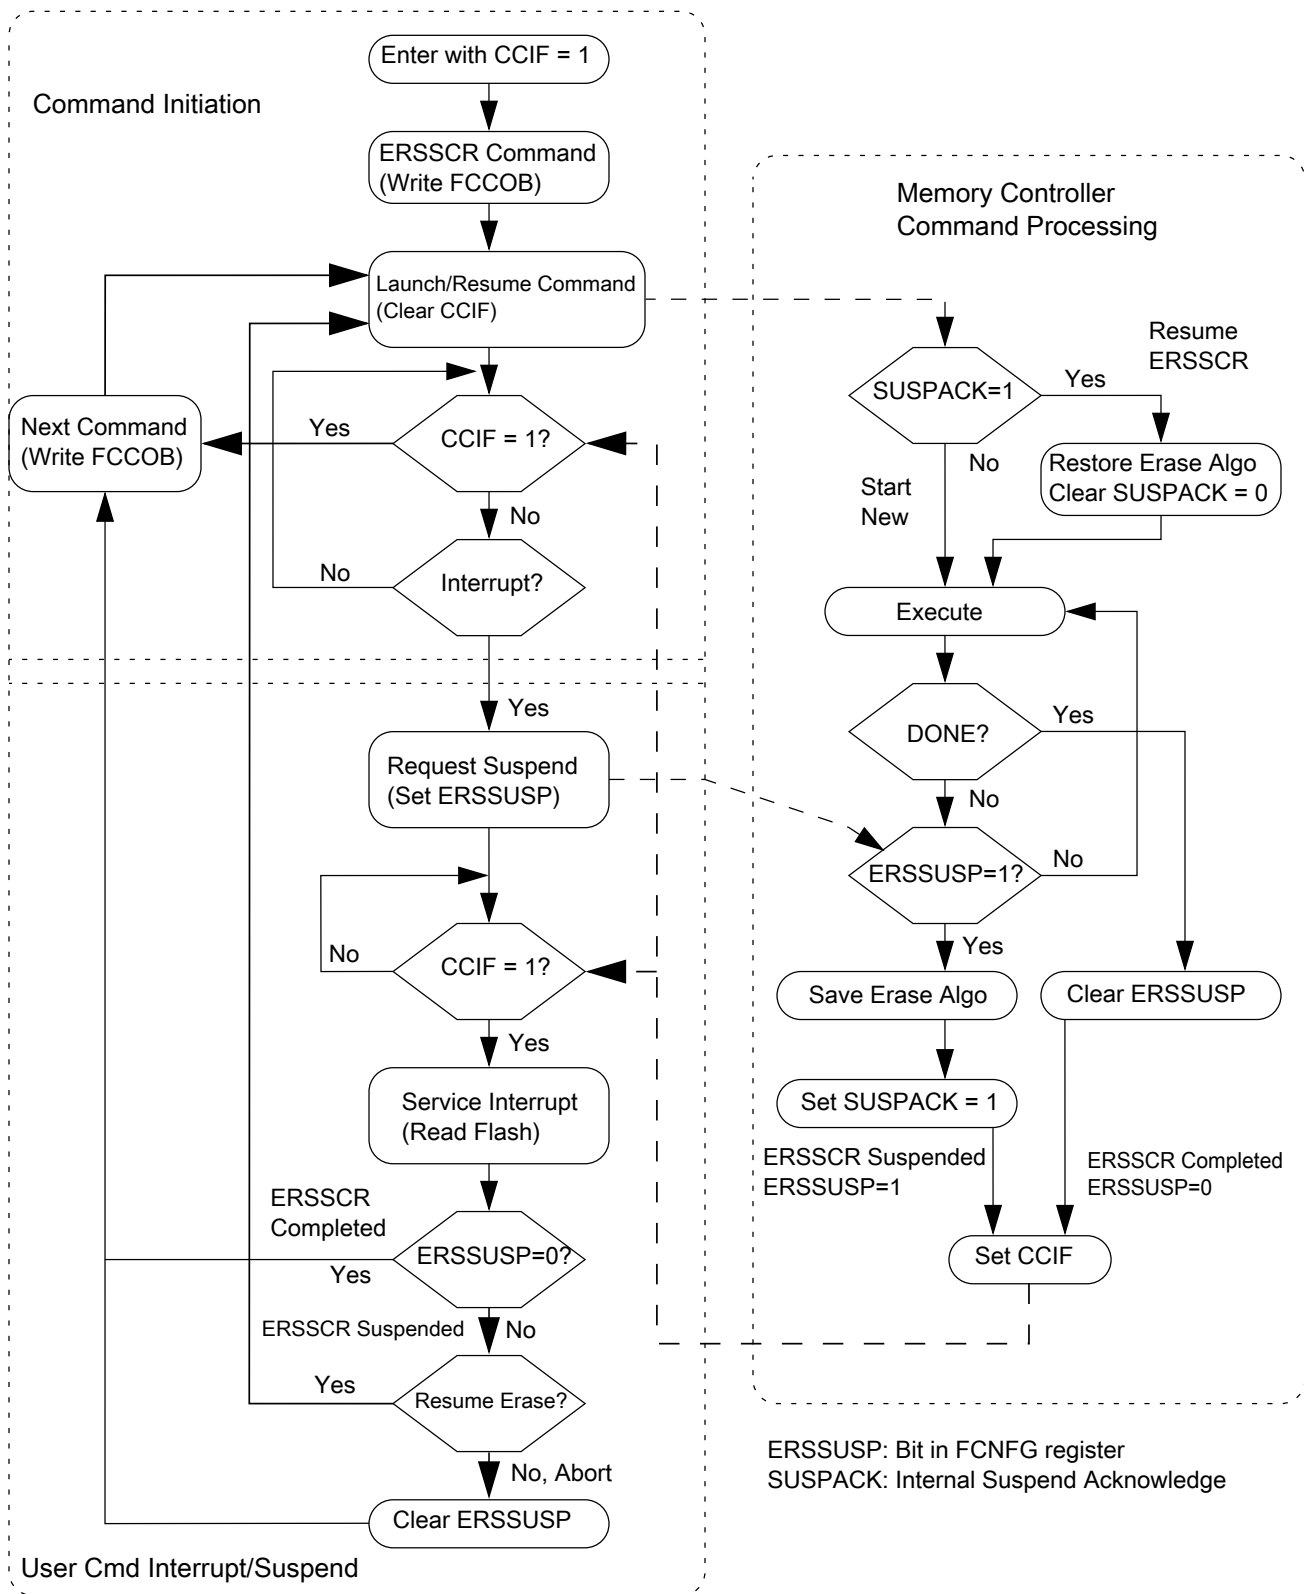 Enter with CCIF = 1
Command Initiation
ERSSCR Command
(Write FCCOB)
Launch/Resume Command
(Clear CCIF)
Next Command
(Write FCCOB)
Yes
CCIF = 1?
No
No
Interrupt?
Yes
Request Suspend
(Set ERSSUSP)
No
CCIF = 1?
Yes
Service Interrupt
(Read Flash)
ERSSCR
Completed
ERSSUSP=0?
Yes
ERSSCR Suspended
No
Yes
Resume Erase?
No, Abort
Clear ERSSUSP
User Cmd Interrupt/Suspend
Memory Controller
Command Processing
Resume
ERSSCR
SUSPACK=1
Yes
No
Restore Erase Algo
Clear SUSPACK = 0
Start
New
Execute
DONE?
Yes
No
ERSSUSP=1?
No
Yes
Save Erase Algo
Clear ERSSUSP
Set SUSPACK = 1
ERSSCR Suspended
ERSSUSP=1
ERSSCR Completed
ERSSUSP=0
Set CCIF
ERSSUSP: Bit in FCNFG register
SUSPACK: Internal Suspend Acknowledge